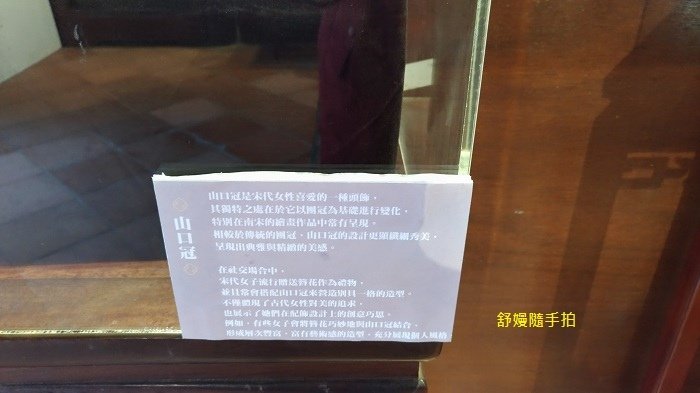 山口冠
山口冠是宋代女性喜愛的一種頭飾，
其獨特之處在於它以團冠為基礎進行變化，
特別在南宋的繪畫作品中常有呈現。
相較於傳統的團冠，山口冠的設計更顯纖細秀美，
呈現出典雅與精緻的美感。
在社交場合中，
宋代女子流行贈送簪花作為禮物，
並且常會搭配山口冠來營造別具一格的造型。
不僅體現了古代女性對美的追求，
也展示了她們在配飾設計上的創意巧思。
例如，有些女子會將簪花巧妙地與山口冠結合，
形成層次豐富、富有藝術感的造型，充分展現個人風格
舒嫚隨手拍